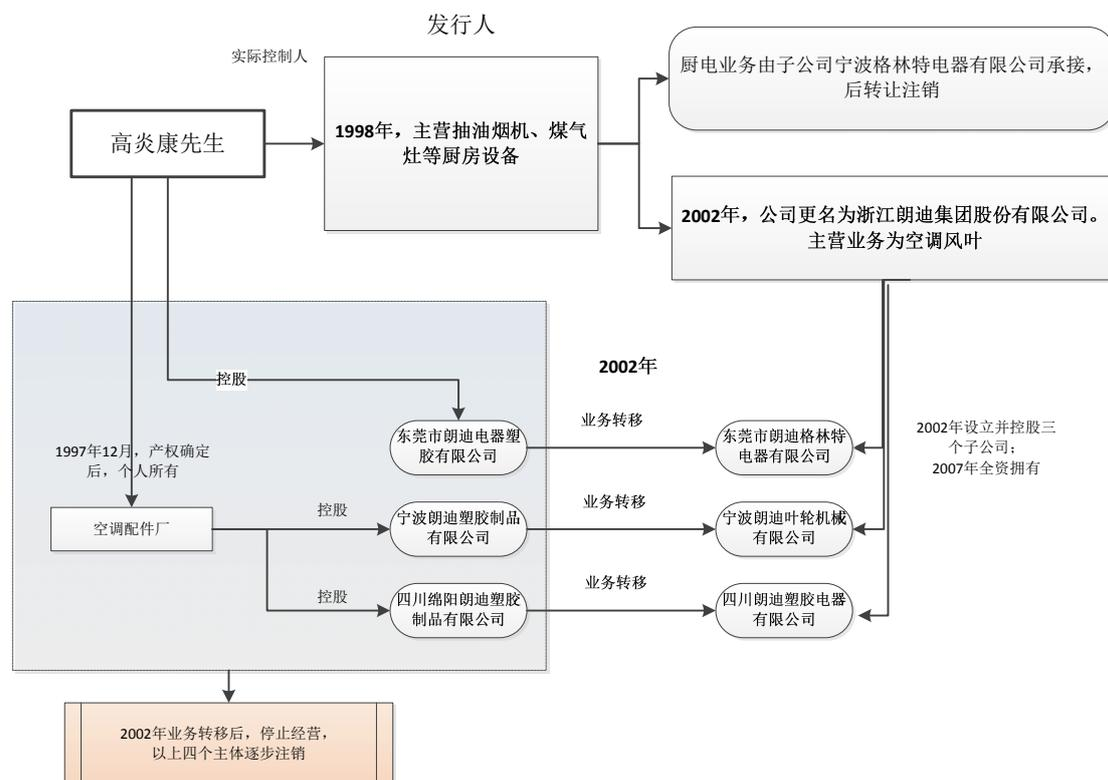 发行人
实际控制人
高炎康先生
1998年，主营抽油烟机、煤气
灶等厨房设备
厨电业务由子公司宁波格林特电器有限公司承接，
后转让注销
2002年，公司更名为浙江朗迪集团股份有限公司。
主营业务为空调风叶
控股
2002年
1997年12月，产权确定
后，个人所有
空调配件厂
东莞市朗迪电器塑
胶有限公司
业务转移
东莞市朗迪格林特
电器有限公司
2002年设立并控股三
个子公司；
2007年全资拥有
控股
宁波朗迪塑胶制品
有限公司
业务转移
宁波朗迪叶轮机械
有限公司
控股
四川绵阳朗迪塑胶
制品有限公司
业务转移
四川朗迪塑胶电器
有限公司
2002年业务转移后，停止经营，
以上四个主体逐步注销